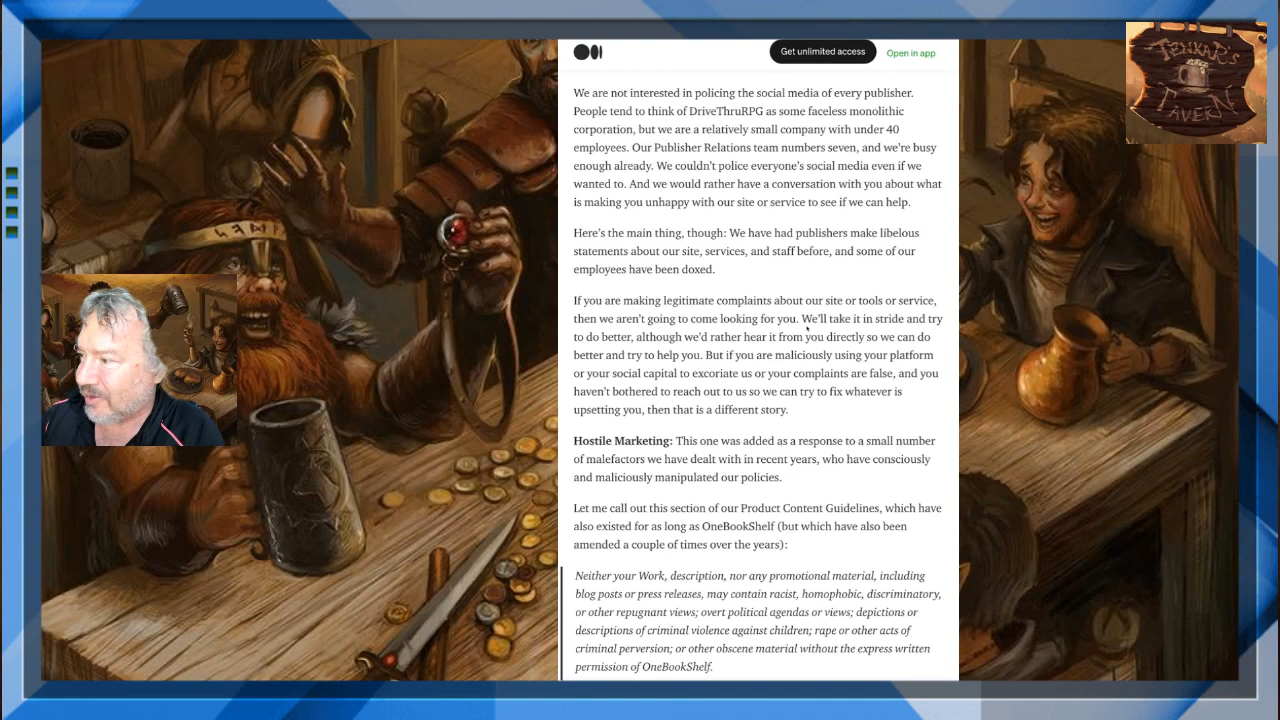 Get unlimited access
Open in app
TENKAR'S
TAVERN
We are not interested in policing the social media of every publisher.
People tend to think of DriveThruRPG as some faceless monolithic
corporation, but we are a relatively small company with under 40
employees. Our Publisher Relations team numbers seven, and we're busy
enough already. We couldn't police everyone's social media even if we
wanted to. And we would rather have a conversation with you about what
is making you unhappy with our site or service to see if we can help.
Here's the main thing, though: We have had publishers make libelous
statements about our site, services, and staff before, and some of our
employees have been doxed.
If you are making legitimate complaints about our site or tools or service,
then we aren't going to come looking for you. We'll take it in stride and try
to do better, although we'd rather hear it from you directly so we can do
better and try to help you. But if you are maliciously using your platform
or your social capital to excoriate us or your complaints are false, and you
haven't bothered to reach out to us so we can try to fix whatever is
upsetting you, then that is a different story.
Hostile Marketing: This one was added as a response to a small number
of malefactors we have dealt with in recent years, who have consciously
and maliciously manipulated our policies.
Let me call out this section of our Product Content Guidelines, which have
also existed for as long as OneBookShelf (but which have also been
amended a couple of times over the years):
Neither your Work, description, nor any promotional material, including
blog posts or press releases, may contain racist, homophobic, discriminatory,
or other repugnant views; overt political agendas or views; depictions or
descriptions of criminal violence against children; rape or other acts of
criminal perversion; or other obscene material without the express written
permission of OneBookShelf.